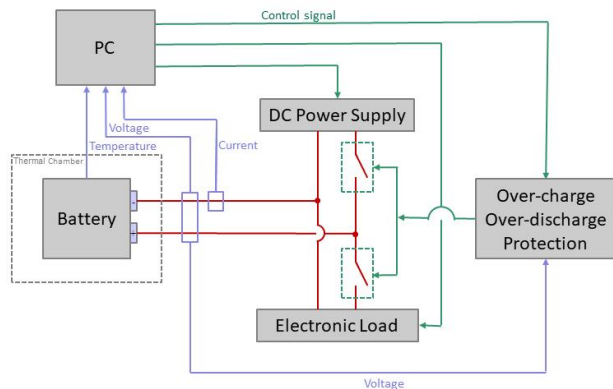 Control signal
PC
DC Power Supply
Voltage
Temperature
Current
Thermal Chamber
Battery
-
+
Over-charge
Over-discharge
Protection
Electronic Load
Voltage